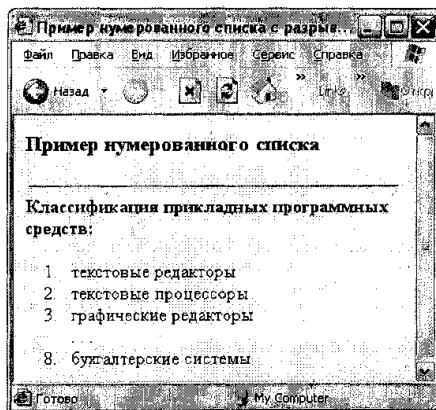 Пример нумерованного списка с разрыв...
Файл Правка Вид Избранное Сервис Справка »
Назад » Links »
Пример нумерованного списка
Классификация прикладных программных
средств:
1. текстовые редакторы
2. текстовые процессоры
3. графические редакторы
...
8. бухгалтерские системы
Готово My Computer